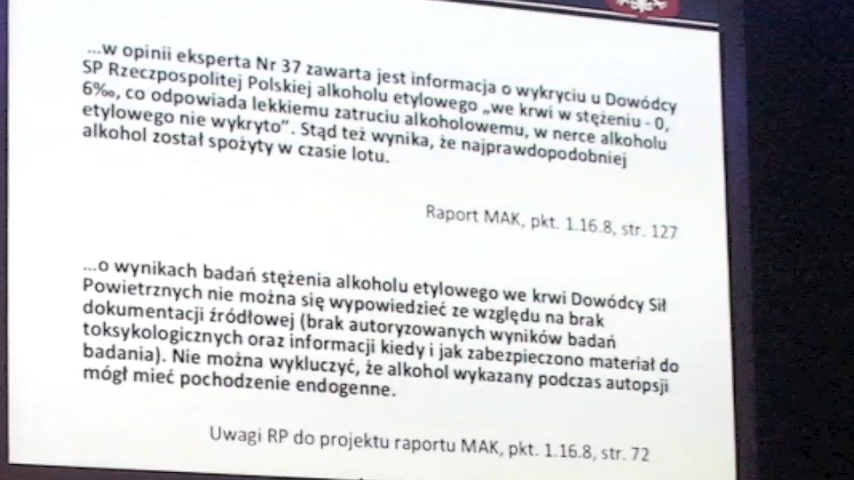 ...w opinii eksperta Nr 37 zawarta jest informacja o wykryciu u Dowódcy
SP Rzeczpospolitej Polskiej alkoholu etylowego „we krwi w stężeniu - 0,
6‰, co odpowiada lekkiemu zatruciu alkoholowemu, w nerce alkoholu
etylowego nie wykryto”. Stąd też wynika, że najprawdopodobniej
alkohol został spożyty w czasie lotu.
Raport MAK, pkt. 1.16.8, str. 127
...o wynikach badań stężenia alkoholu etylowego we krwi Dowódcy Sił
Powietrznych nie można się wypowiedzieć ze względu na brak
dokumentacji źródłowej (brak autoryzowanych wyników badań
toksykologicznych oraz informacji kiedy i jak zabezpieczono materiał do
badania). Nie można wykluczyć, że alkohol wykazany podczas autopsji
mógł mieć pochodzenie endogenne.
Uwagi RP do projektu raportu MAK, pkt. 1.16.8, str. 72